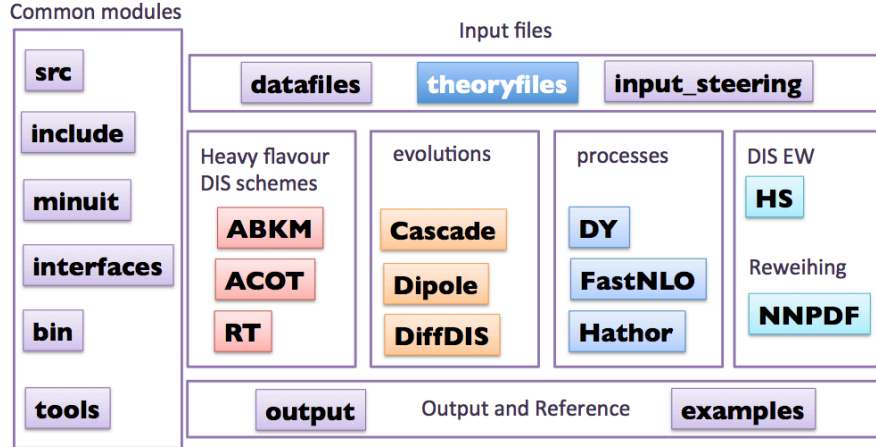 Common modules
src
include
minuit
interfaces
bin
tools
Input files
datafiles
theoryfiles
input_steering
Heavy flavour
DIS schemes
ABKM
ACOT
RT
evolutions
Cascade
Dipole
DiffDIS
processes
DY
FastNLO
Hathor
DIS EW
HS
Reweihing
NNPDF
output
Output and Reference
examples